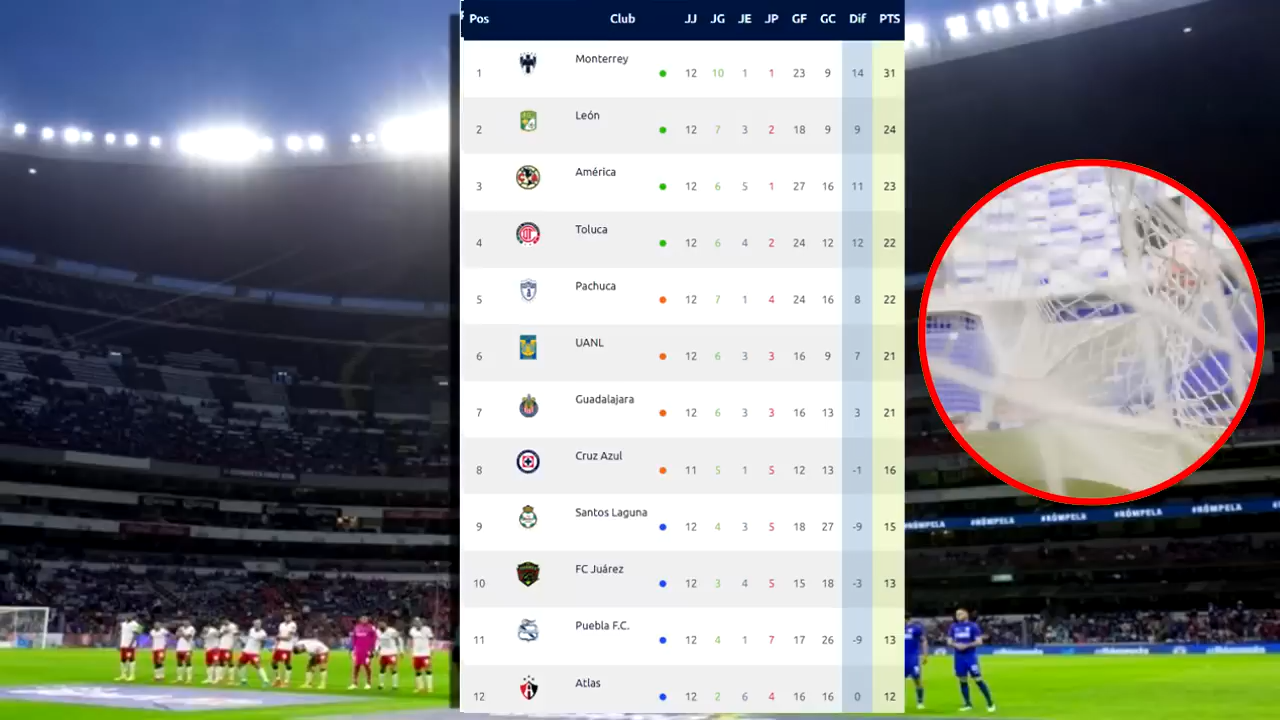 Pos Club JJ JG JE JP GF GC Dif PTS
1 Monterrey 12 10 1 1 23 9 14 31
2 León 12 7 3 2 18 9 9 24
3 América 12 6 5 1 27 16 11 23
4 Toluca 12 6 4 2 24 12 12 22
5 Pachuca 12 7 1 4 24 16 8 22
6 UANL 12 6 3 3 16 9 7 21
7 Guadalajara 12 6 3 3 16 13 3 21
8 Cruz Azul 11 5 1 5 12 13 -1 16
9 Santos Laguna 12 4 3 5 18 27 -9 15
10 FC Juárez 12 3 4 5 15 18 -3 13
11 Puebla F.C. 12 4 1 7 17 26 -9 13
12 Atlas 12 2 6 4 16 16 0 12
#RÓMPELA #RÓMPELA #RÓMPELA #RÓMPELA